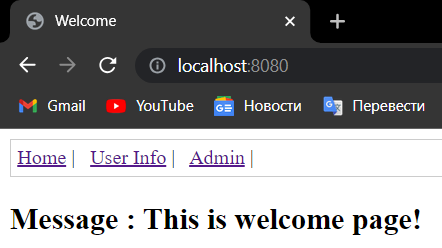 Welcome
localhost:8080
Gmail YouTube Новости Перевести
Home | User Info | Admin |
Message : This is welcome page!